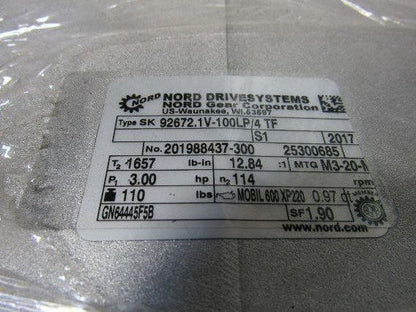 NORD NORD DRIVESYSTEMS
NORD Gear Corporation
US-Waunakee, WI.53597
Type SK 92672.1V-100LP/4 TF
S1 2017
No. 201988437-300 25300685
T2 1657 lb-in 12.84 :1 MTG M3-20-
P1 3.00 hp n2 114 rpm
110 lbs MOBIL 600 XP220 0.97
GN64445F5B SF 1.90
www.nord.com